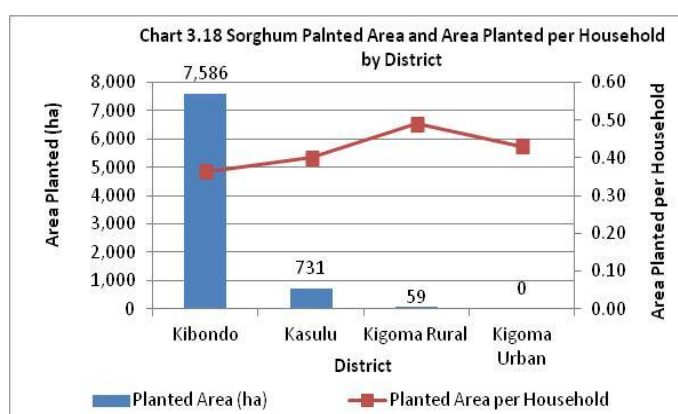 Chart 3.18 Sorghum Palnted Area and Area Planted per Household
by District
Area Planted (ha)
8,000
7,000
6,000
5,000
4,000
3,000
2,000
1,000
0
7,586
731
59
0
0.60
0.50
0.40
0.30
0.20
0.10
0.00
Area Planted per Household
Kibondo Kasulu Kigoma Rural Kigoma
Urban
District
Planted Area (ha) Planted Area per Household